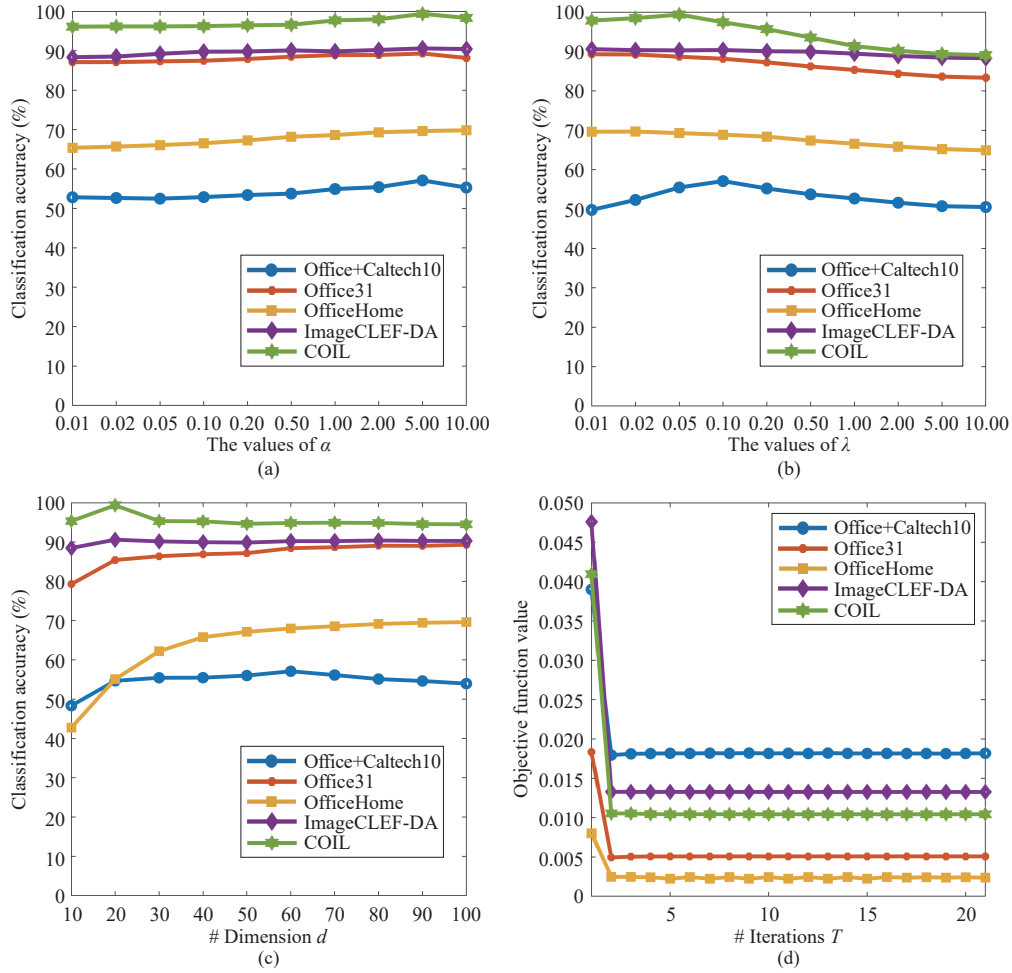 100
90
80
70
60
50
40
30
20
10
0
Classification accuracy (%)
Office+Caltech10
Office31
OfficeHome
ImageCLEF-DA
COIL
0.01 0.02 0.05 0.10 0.20 0.50 1.00 2.00 5.00 10.00
The values of α
(a)
100
90
80
70
60
50
40
30
20
10
0
Classification accuracy (%)
Office+Caltech10
Office31
OfficeHome
ImageCLEF-DA
COIL
0.01 0.02 0.05 0.10 0.20 0.50 1.00 2.00 5.00 10.00
The values of λ
(b)
100
90
80
70
60
50
40
30
20
10
0
Classification accuracy (%)
Office+Caltech10
Office31
OfficeHome
ImageCLEF-DA
COIL
10 20 30 40 50 60 70 80 90 100
# Dimension d
(c)
0.050
0.045
0.040
0.035
0.030
0.025
0.020
0.015
0.010
0.005
0
Objective function value
Office+Caltech10
Office31
OfficeHome
ImageCLEF-DA
COIL
5 10 15 20
# Iterations T
(d)